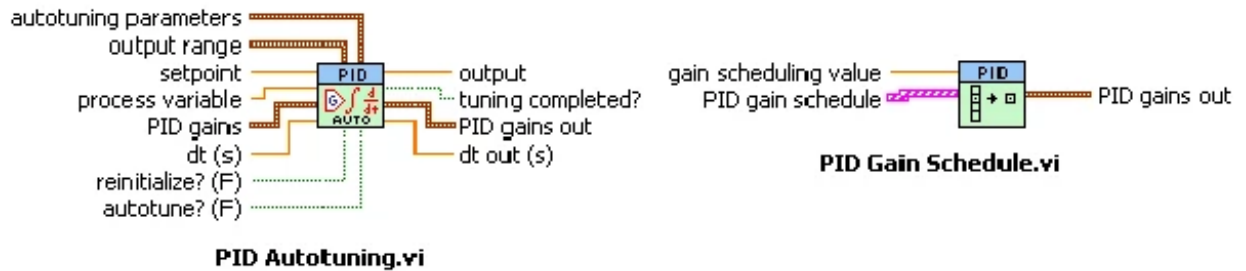 autotuning parameters
output range
setpoint
process variable
PID gains
dt (s)
reinitialize? (F)
autotune? (F)
PID
G
d
dt
AUTO
output
tuning completed?
PID gains out
dt out (s)
PID Autotuning.vi
gain scheduling value
PID gain schedule
PID
PID gains out
PID Gain Schedule.vi